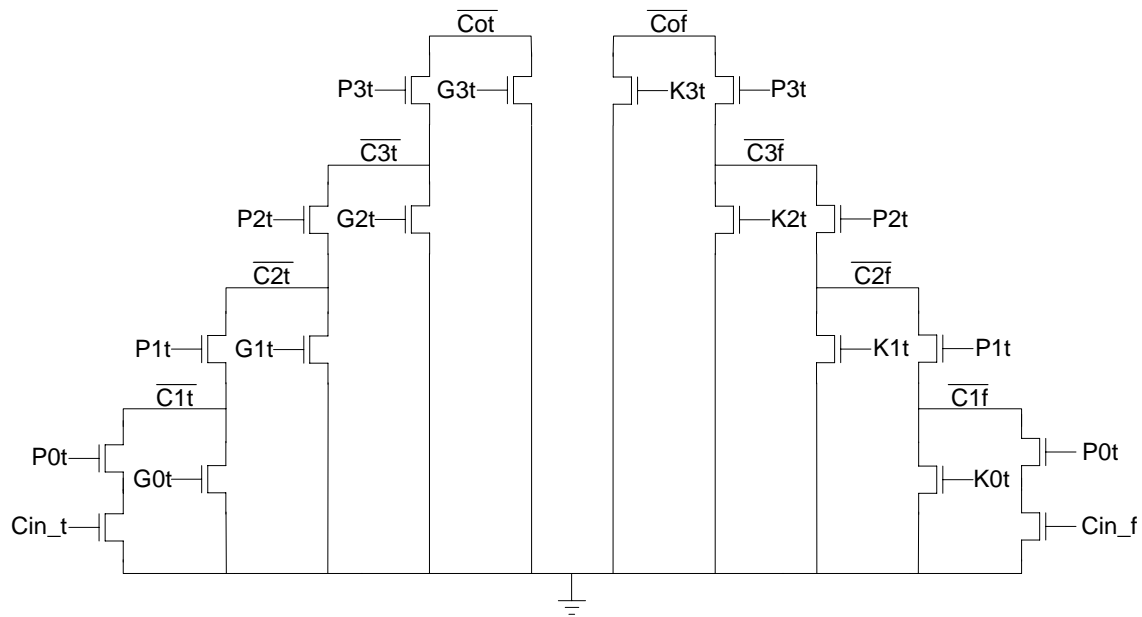 Cot Cof
P3t G3t K3t P3t
C3t C3f
P2t G2t K2t P2t
C2t C2f
P1t G1t K1t P1t
C1t C1f
P0t G0t K0t P0t
Cin_t Cin_f